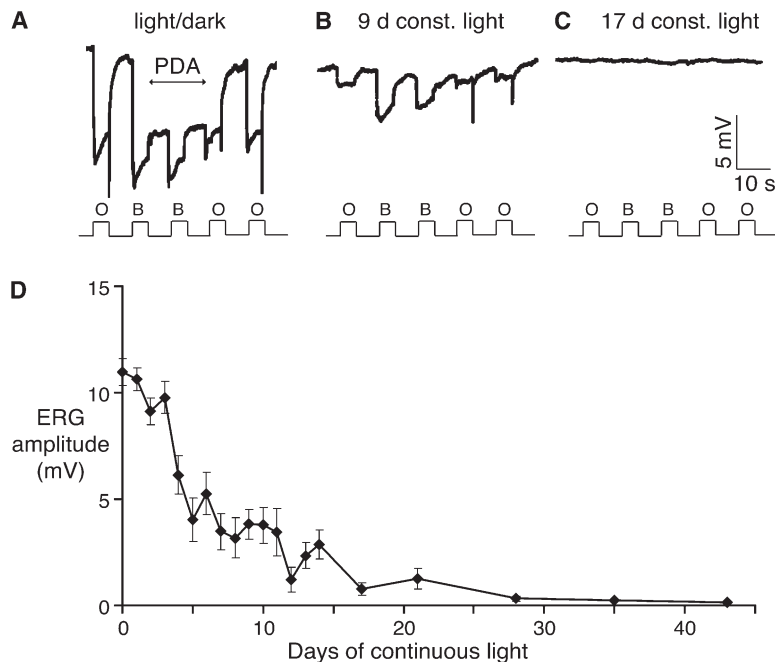 A light/dark
PDA
O B B O O
B 9 d const. light
O B B O O
C 17 d const. light
5 mV
10 s
O B B O O
D
15
10
5
0
ERG
amplitude
(mV)
0 10 20 30 40
Days of continuous light